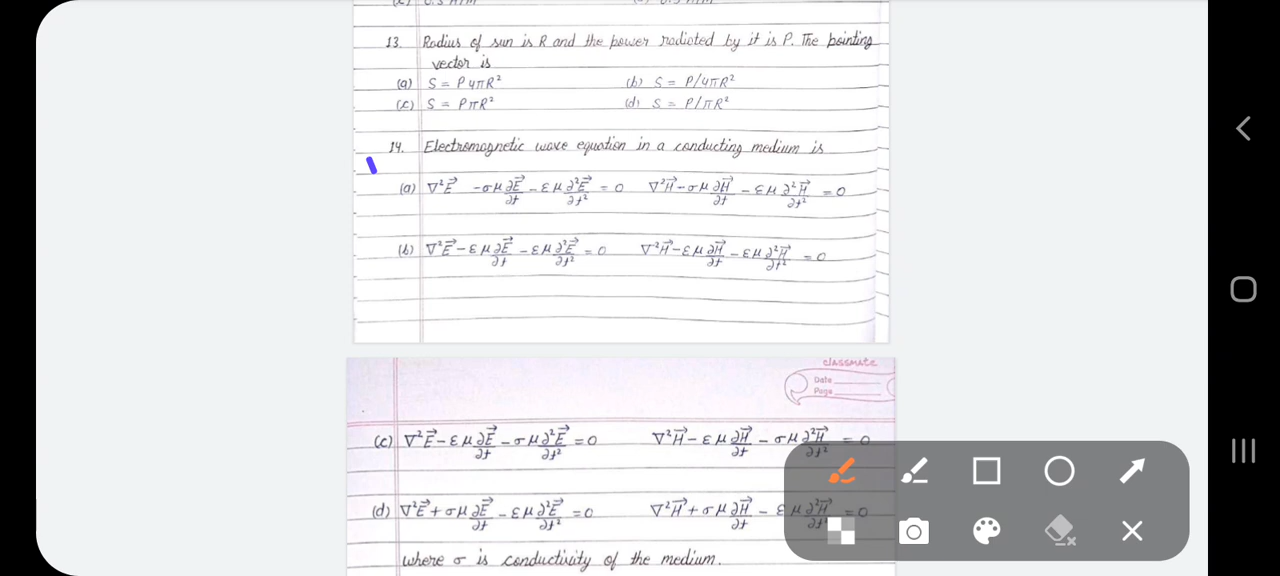 13. Radius of sun is R and the power radiated by it is P. The pointing
vector is
(a) S = P4πR² (b) S = P/4πR²
(c) S = PπR² (d) S = P/πR²
14. Electromagnetic wave equation in a conducting medium is
(a) ∇²E⃗ - σμ ∂E⃗/∂t - εμ ∂²E⃗/∂t² = 0 ∇²H⃗ - σμ ∂H⃗/∂t - εμ ∂²H⃗/∂t² = 0
(b) ∇²E⃗ - εμ ∂E⃗/∂t - εμ ∂²E⃗/∂t² = 0 ∇²H⃗ - εμ ∂H⃗/∂t - εμ ∂²H⃗/∂t² = 0
classmate
Date
Page
(c) ∇²E⃗ - εμ ∂E⃗/∂t - σμ ∂²E⃗/∂t² = 0 ∇²H⃗ - εμ ∂H⃗/∂t - σμ ∂²H⃗/∂t² = 0
(d) ∇²E⃗ + σμ ∂E⃗/∂t - εμ ∂²E⃗/∂t² = 0 ∇²H⃗ + σμ ∂H⃗/∂t - εμ ∂²H⃗/∂t² = 0
where σ is conductivity of the medium.